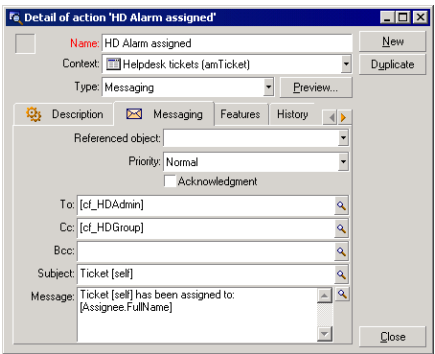 Detail of action 'HD Alarm assigned'
Name: HD Alarm assigned
New
Context: Helpdesk tickets (amTicket)
Duplicate
Type: Messaging
Preview...
Description Messaging Features History
Referenced object:
Priority: Normal
Acknowledgment
To: [cf_HDAdmin]
Cc: [cf_HDGroup]
Bcc:
Subject: Ticket [self]
Message: Ticket [self] has been assigned to:
[Assignee.FullName]
Close